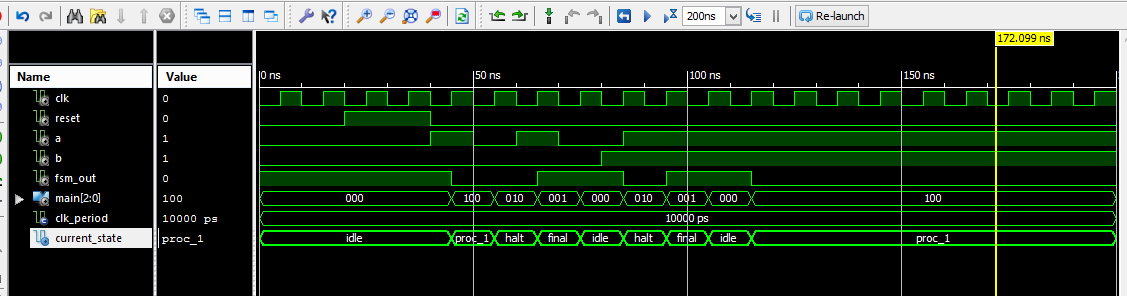 200ns Re-launch
172.099 ns
Name Value
0 ns 50 ns 100 ns 150 ns
clk 0
reset 0
a 1
b 1
fsm_out 0
main[2:0] 100 000 100 010 001 000 010 001 000 100
clk_period 10000 ps 10000 ps
current_state proc_1 idle proc_1 halt final idle halt final idle proc_1